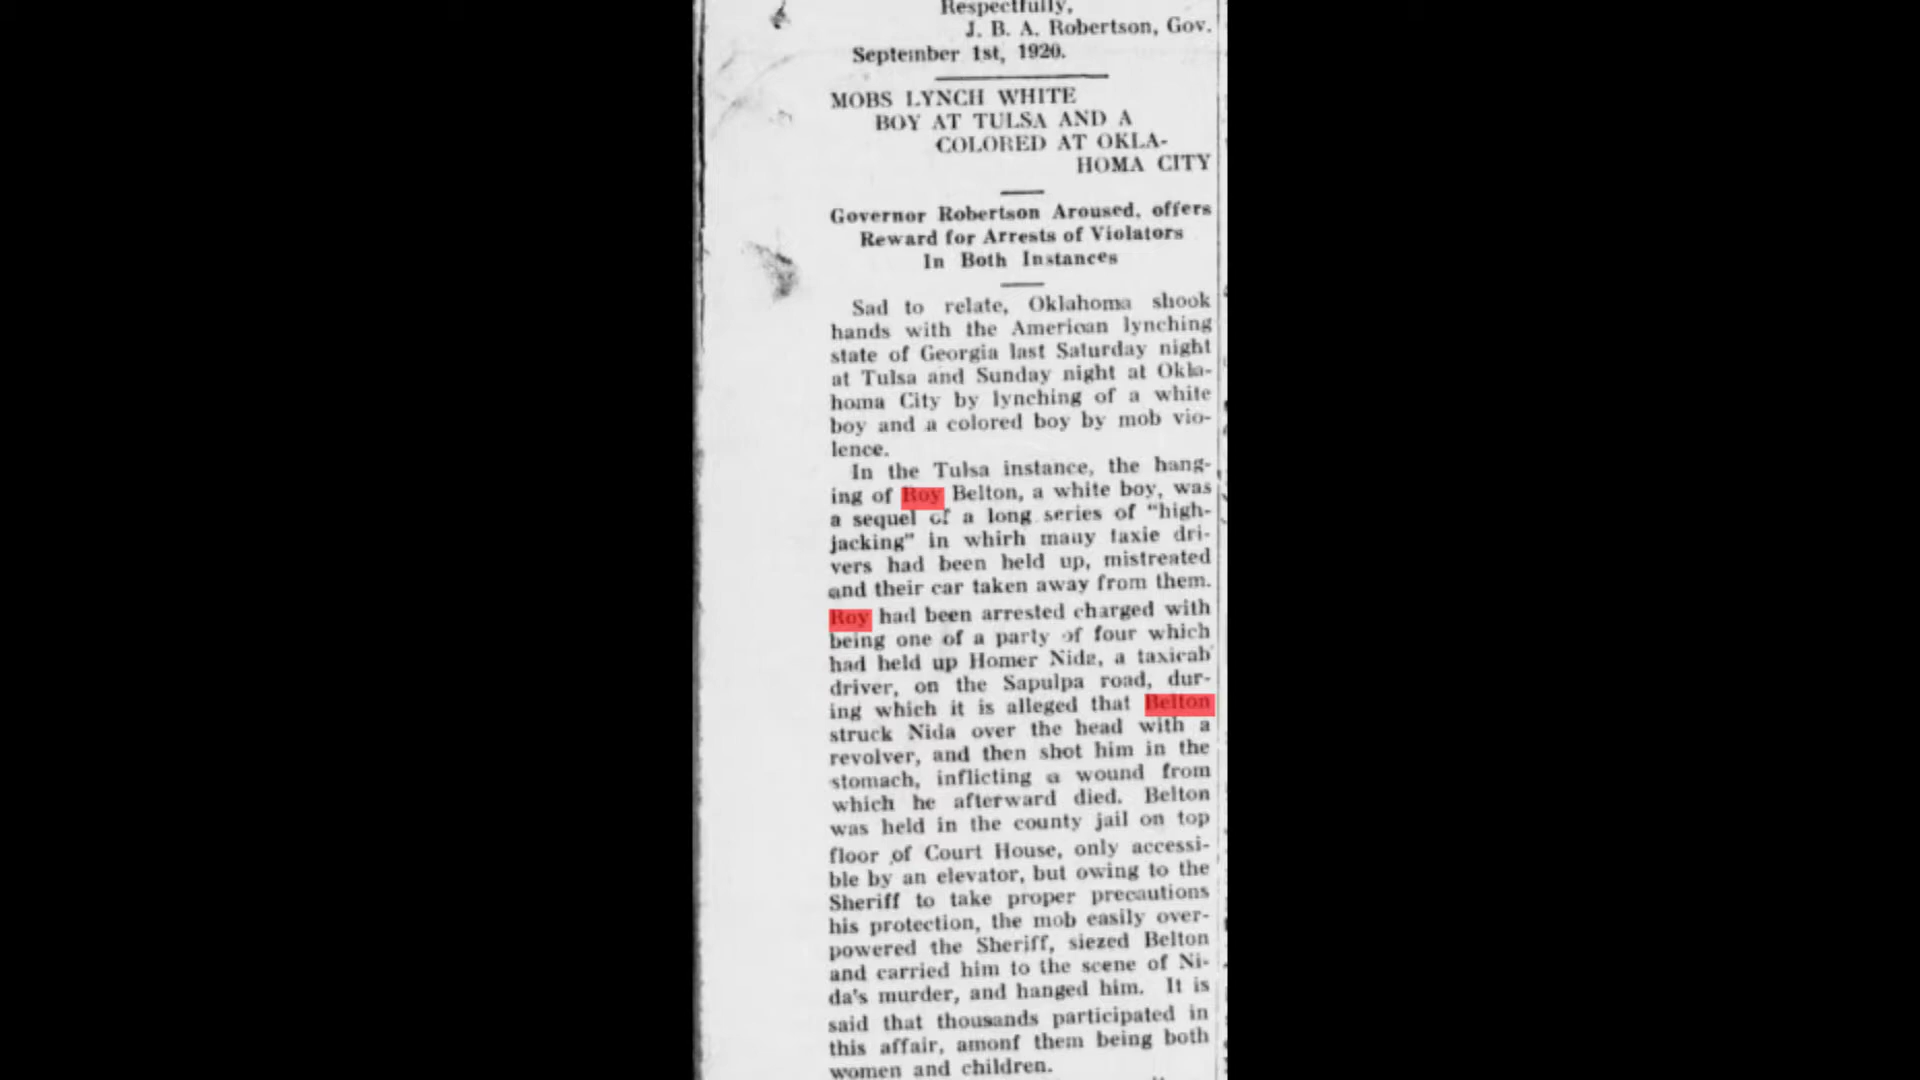 Respectfully,
J. B. A. Robertson, Gov.
September 1st, 1920.
MOBS LYNCH WHITE
BOY AT TULSA AND A
COLORED AT OKLA-
HOMA CITY
Governor Robertson Aroused, offers
Reward for Arrests of Violators
In Both Instances
Sad to relate, Oklahoma shook
hands with the American lynching
state of Georgia last Saturday night
at Tulsa and Sunday night at Okla-
homa City by lynching of a white
boy and a colored boy by mob vio-
lence.
In the Tulsa instance, the hang-
ing of Roy Belton, a white boy, was
a sequel of a long series of "high-
jacking" in whirh many taxie dri-
vers had been held up, mistreated
and their car taken away from them.
Roy had been arrested charged with
being one of a party of four which
had held up Homer Nida, a taxicab
driver, on the Sapulpa road, dur-
ing which it is alleged that Belton
struck Nida over the head with a
revolver, and then shot him in the
stomach, inflicting a wound from
which he afterward died. Belton
was held in the county jail on top
floor of Court House, only accessi-
ble by an elevator, but owing to the
Sheriff to take proper precautions
his protection, the mob easily over-
powered the Sheriff, siezed Belton
and carried him to the scene of Ni-
da's murder, and hanged him. It is
said that thousands participated in
this affair, amonf them being both
women and children.